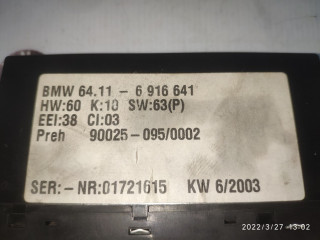 BMW 64.11 - 6 916 641
HW:60 K:10 SW:63(P)
EEI:38 CI:03
Preh 90025-095/0002
SER:-NR:01721615 KW 6/2003
2022/3/27 13:02